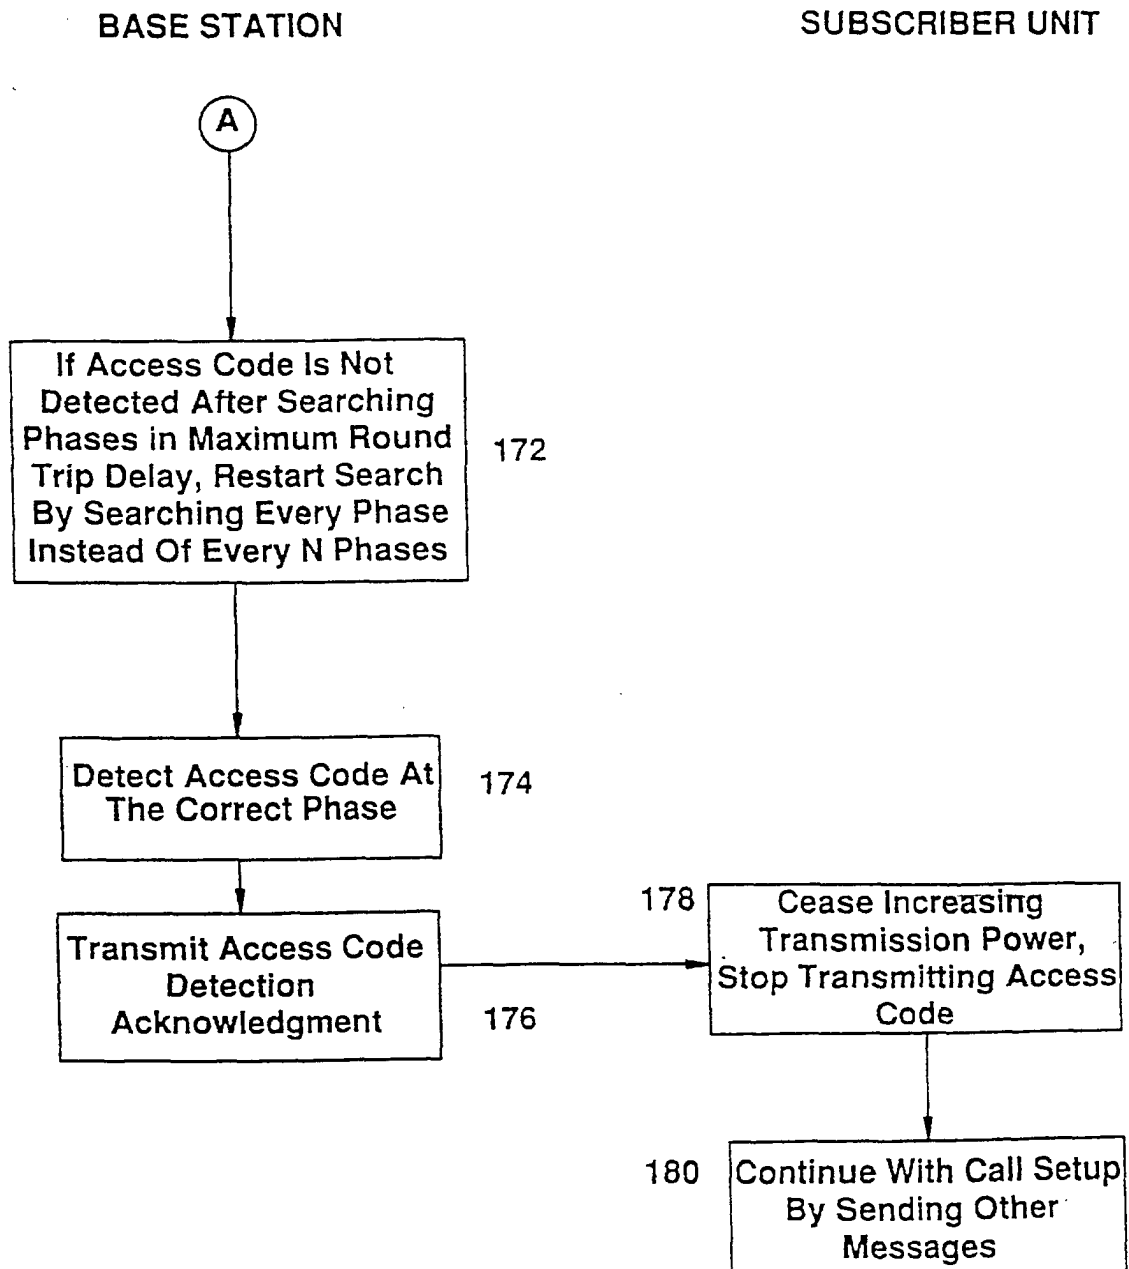 BASE STATION
SUBSCRIBER UNIT
A
If Access Code Is Not
Detected After Searching
Phases in Maximum Round
Trip Delay, Restart Search
By Searching Every Phase
Instead Of Every N Phases
172
Detect Access Code At
The Correct Phase
174
Transmit Access Code
Detection
Acknowledgment
176
178
Cease Increasing
Transmission Power,
Stop Transmitting Access
Code
180
Continue With Call Setup
By Sending Other
Messages